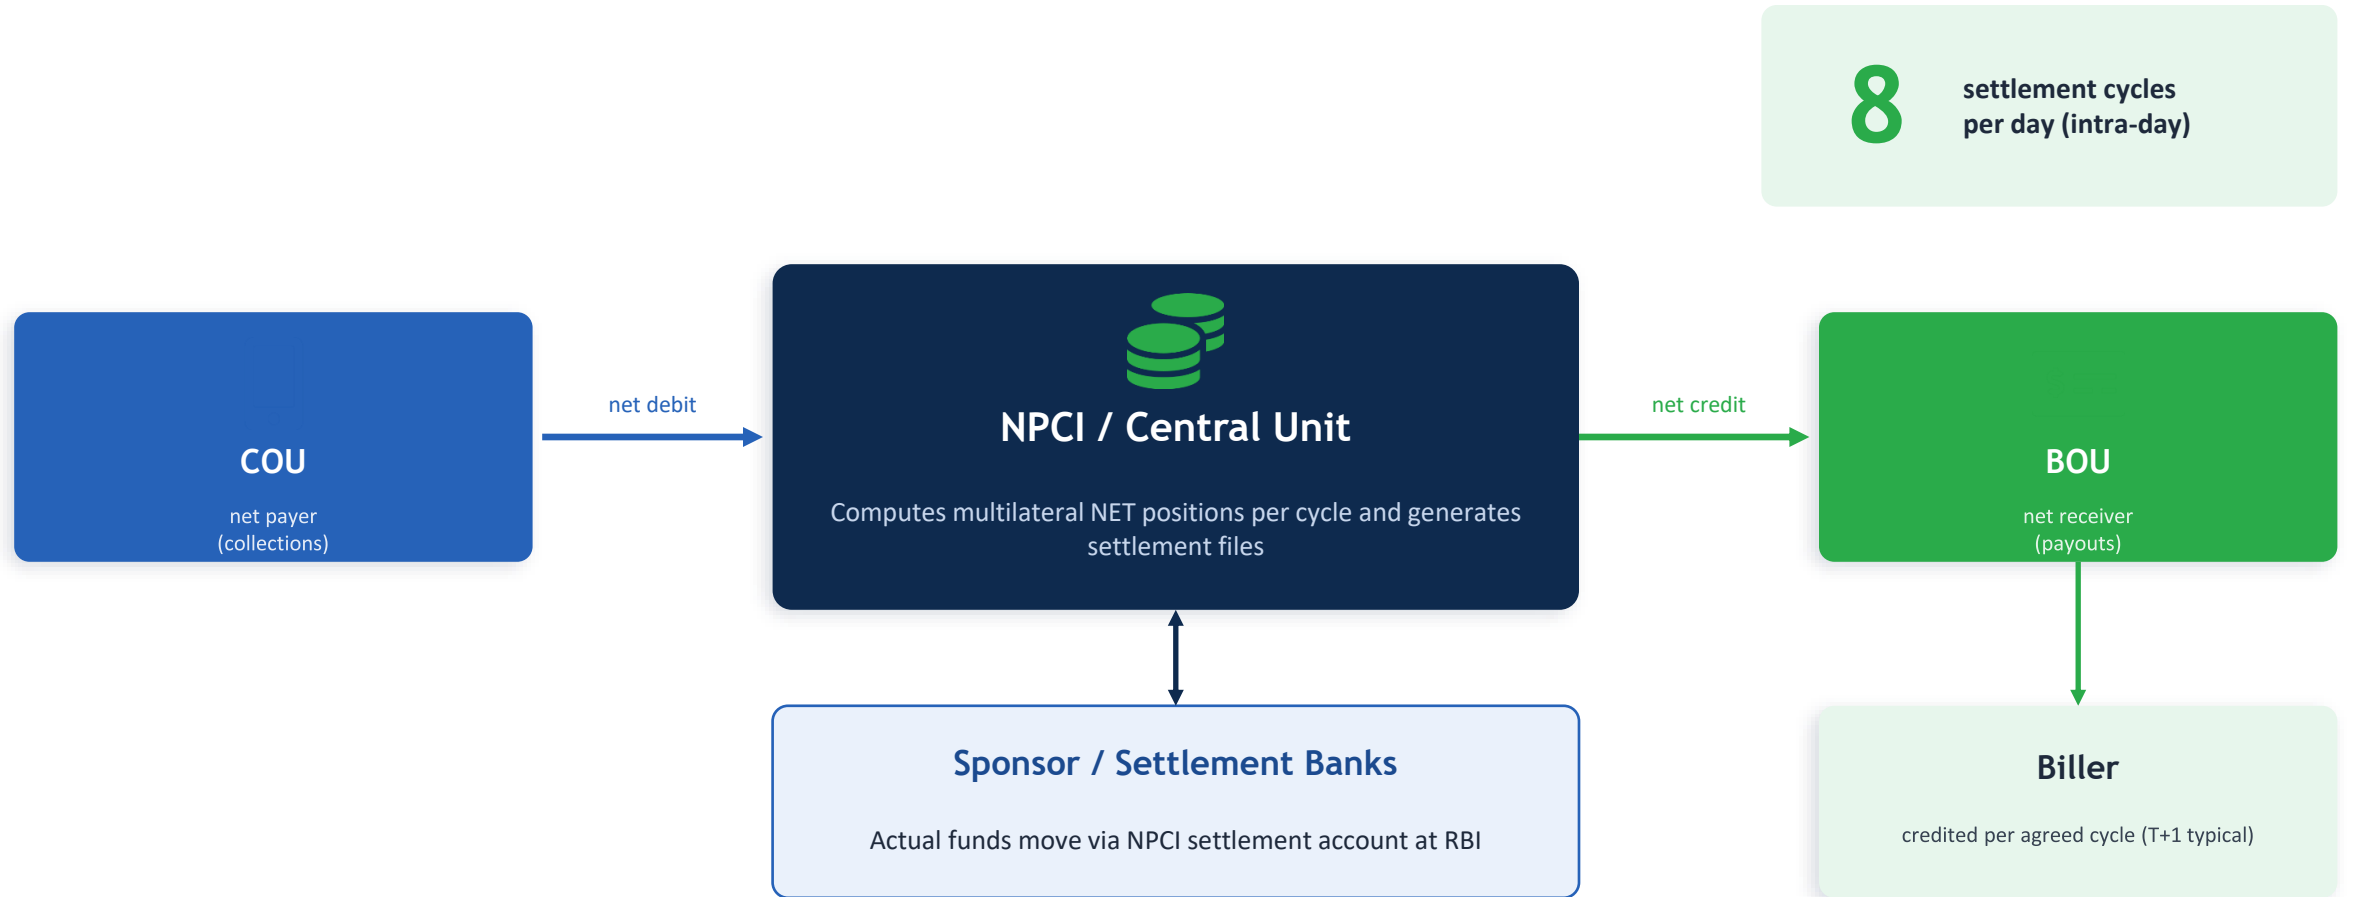 8
settlement cycles
per day (intra-day)
COU
net payer
(collections)
net debit
NPCI / Central Unit
Computes multilateral NET positions per cycle and generates
settlement files
net credit
BOU
net receiver
(payouts)
Sponsor / Settlement Banks
Actual funds move via NPCI settlement account at RBI
Biller
credited per agreed cycle (T+1 typical)